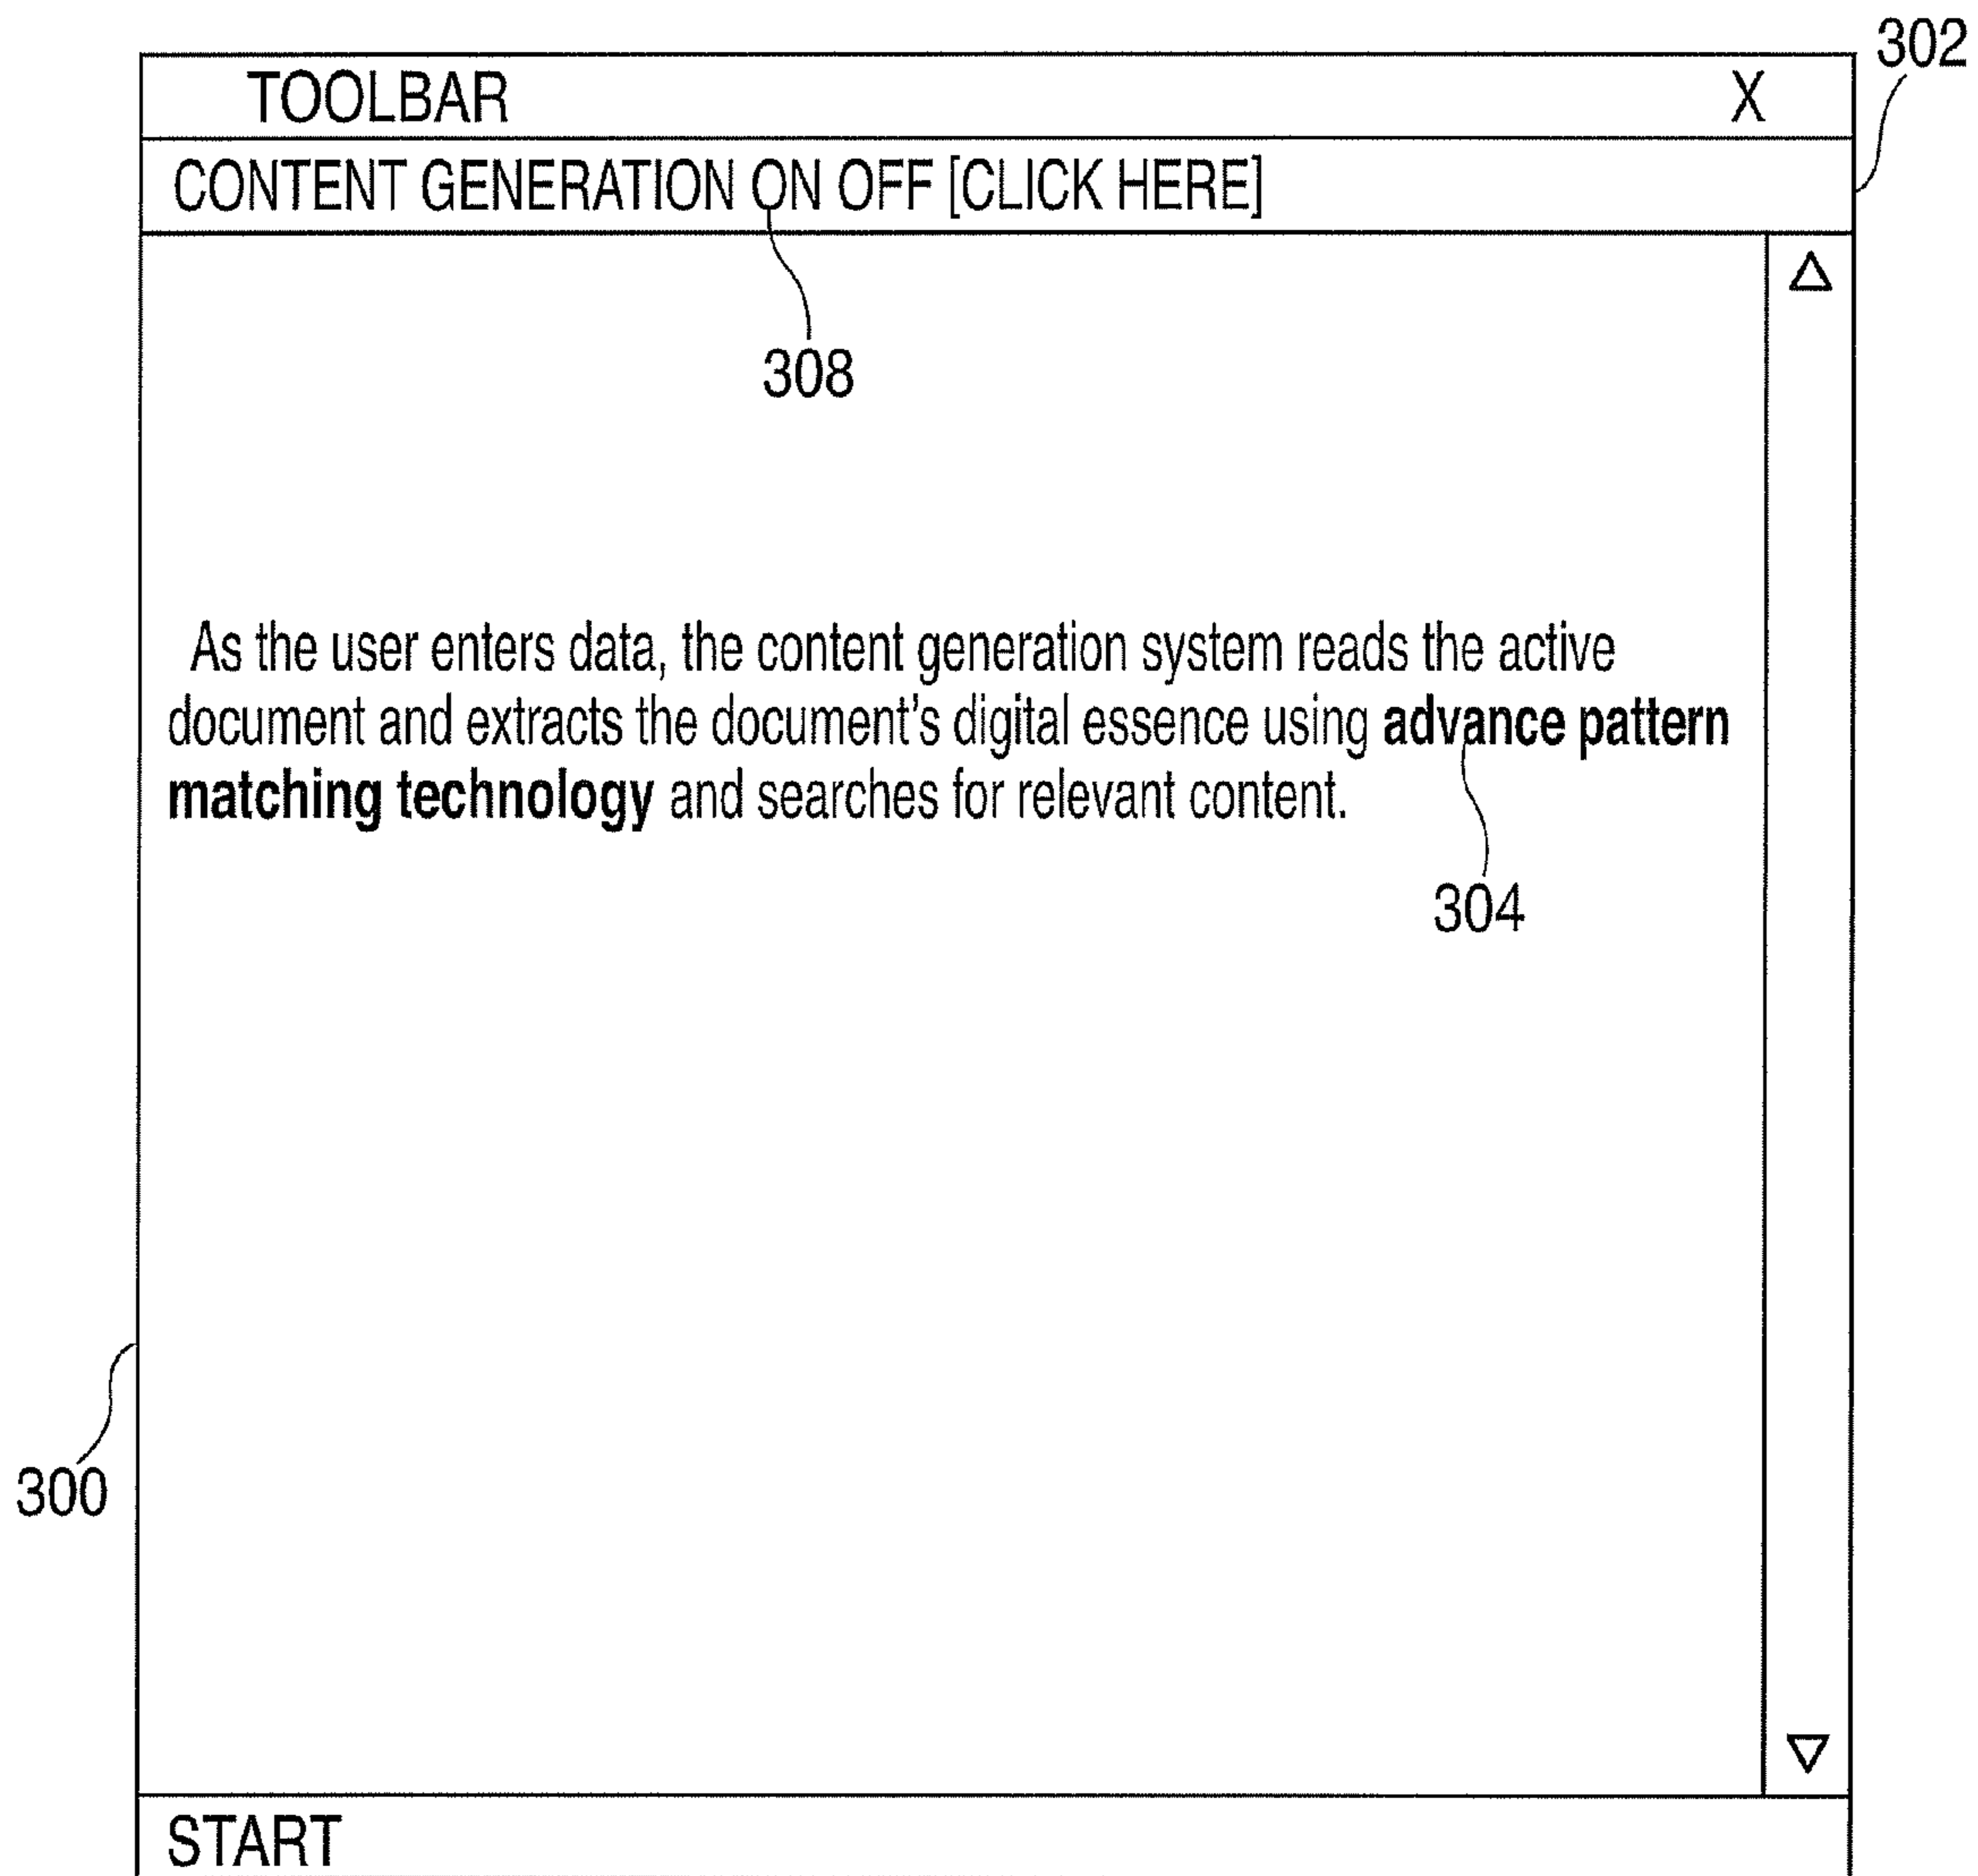 302
TOOLBAR X
CONTENT GENERATION ON OFF [CLICK HERE]
308
As the user enters data, the content generation system reads the active
document and extracts the document's digital essence using advance pattern
matching technology and searches for relevant content.
304
300
START